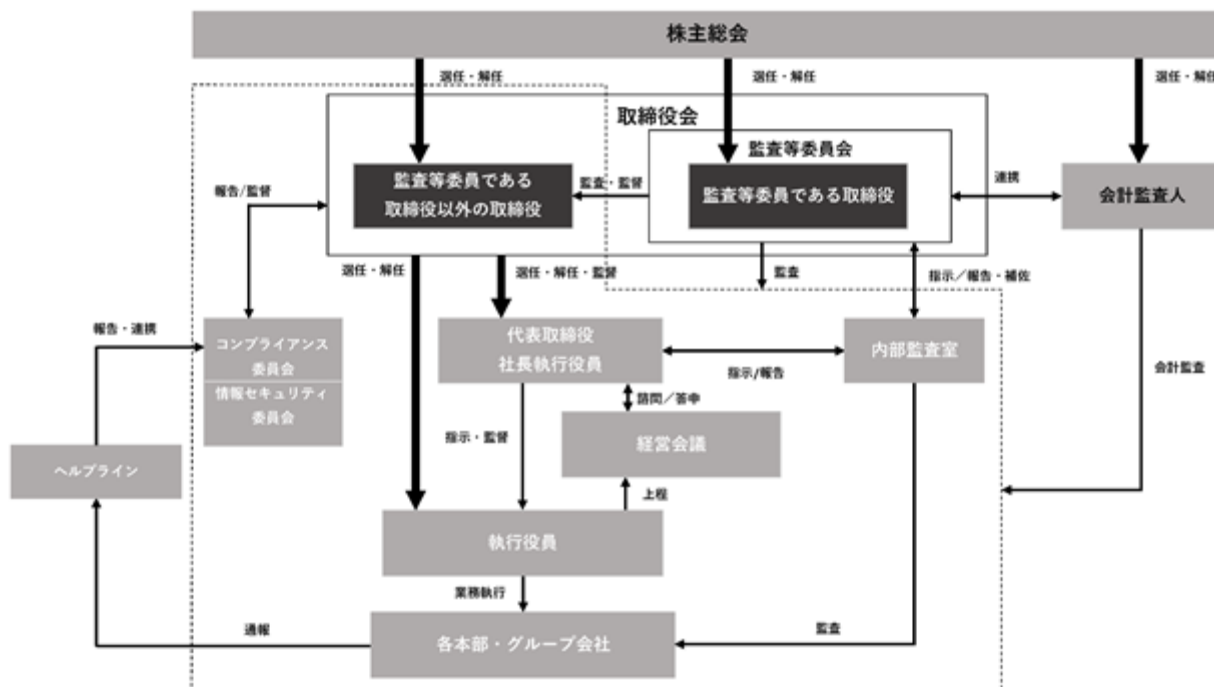 株主総会
選任・解任
選任・解任
選任・解任
取締役会
監査等委員会
監査等委員である
取締役以外の取締役
監査・監督
監査等委員である取締役
連携
会計監査人
報告/監督
選任・解任
選任・解任・監督
監査
指示／報告・補佐
報告・連携
コンプライアンス
委員会
情報セキュリティ
委員会
代表取締役
社長執行役員
内部監査室
指示/報告
会計監査
諮問／答申
指示・監督
経営会議
ヘルプライン
上程
執行役員
業務執行
通報
各本部・グループ会社
監査